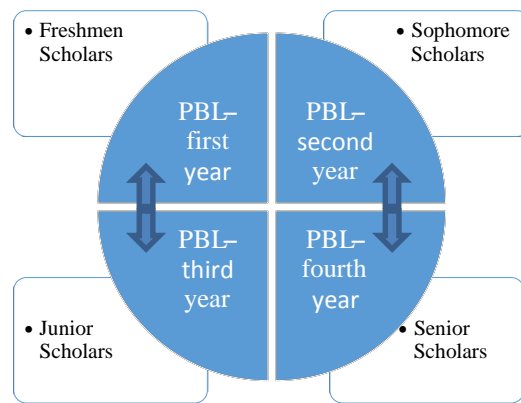 • Freshmen
Scholars
• Sophomore
Scholars
PBL–
first
year
PBL–
second
year
PBL–
third
year
PBL–
fourth
year
• Junior
Scholars
• Senior
Scholars